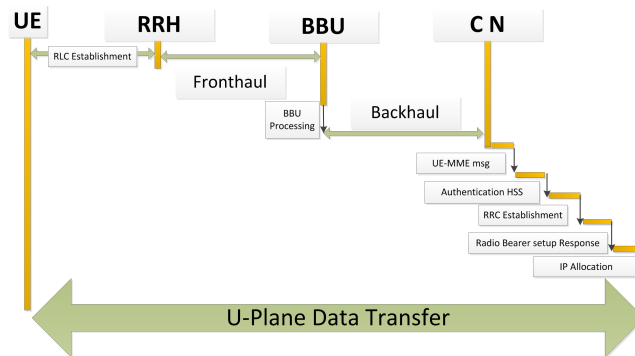 UE
RRH
BBU
C N
RLC Establishment
Fronthaul
BBU
Processing
Backhaul
UE-MME msg
Authentication HSS
RRC Establishment
Radio Bearer setup Response
IP Allocation
U-Plane Data Transfer